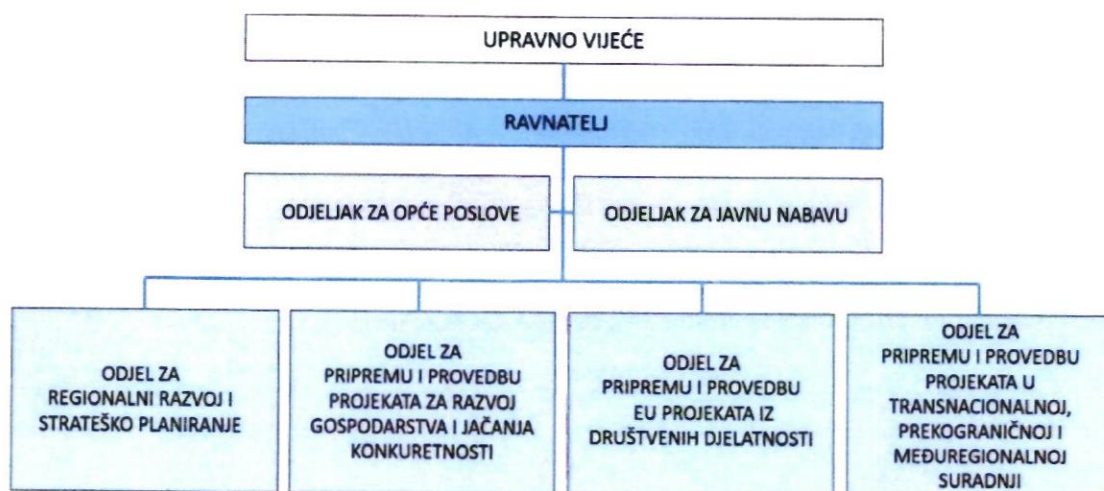 UPRAVNO VIJEĆE
RAVNATELJ
ODJELJAK ZA OPĆE POSLOVE
ODJELJAK ZA JAVNU NABAVU
ODJEL ZA
REGIONALNI RAZVOJ I
STRATEŠKO PLANIRANJE
ODJEL ZA
PRIPREMU I PROVEDBU
PROJEKATA ZA RAZVOJ
GOSPODARSTVA I JAČANJA
KONKURETNOSTI
ODJEL ZA
PRIPREMU I PROVEDBU
EU PROJEKATA IZ
DRUŠTVENIH DJELATNOSTI
ODJEL ZA
PRIPREMU I PROVEDBU
PROJEKATA U
TRANSNACIONALNOJ,
PREKOGRANIČNOJ I
MEĐUREGIONALNOJ
SURADNJI